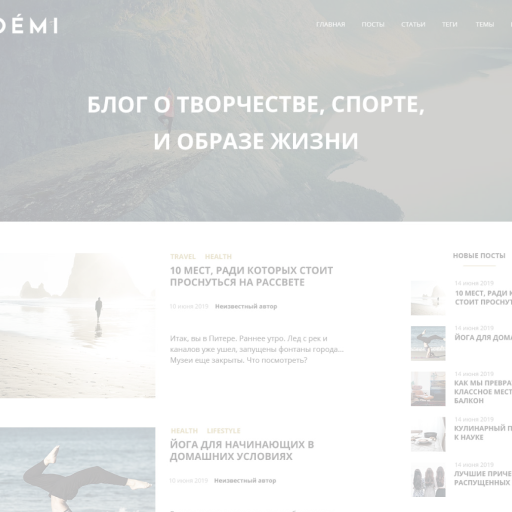 ÉMI
ГЛАВНАЯ ПОСТЫ СТАТЬИ ТЕГИ ТЕМЫ
БЛОГ О ТВОРЧЕСТВЕ, СПОРТЕ,
И ОБРАЗЕ ЖИЗНИ
TRAVEL HEALTH
10 МЕСТ, РАДИ КОТОРЫХ СТОИТ
ПРОСНУТЬСЯ НА РАССВЕТЕ
10 июня 2019 Неизвестный автор
Итак, вы в Питере. Раннее утро. Лед с рек и
каналов уже ушел, запущены фонтаны города...
Музеи еще закрыты. Что посмотреть?
HEALTH LIFESTYLE
ЙОГА ДЛЯ НАЧИНАЮЩИХ В
ДОМАШНИХ УСЛОВИЯХ
10 июня 2019 Неизвестный автор
НОВЫЕ ПОСТЫ
14 июня 2019
10 МЕСТ, РАДИ К
СТОИТ ПРОСНУТ
14 июня 2019
ЙОГА ДЛЯ ДОМА
14 июня 2019
КАК МЫ ПРЕВРА
КЛАССНОЕ МЕСТ
БАЛКОН
14 июня 2019
КУЛИНАРНЫЙ П
К НАУКЕ
14 июня 2019
ЛУЧШИЕ ПРИЧЕ
РАСПУЩЕННЫХ